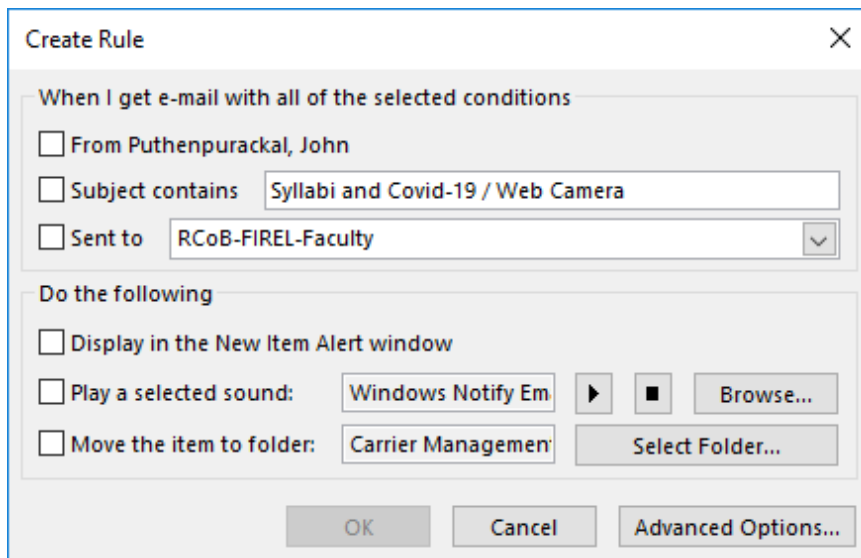 Create Rule
When I get e-mail with all of the selected conditions
From Puthenpurackal, John
Subject contains Syllabi and Covid-19 / Web Camera
Sent to RCoB-FIREL-Faculty
Do the following
Display in the New Item Alert window
Play a selected sound: Windows Notify Em Browse...
Move the item to folder: Carrier Management Select Folder...
OK Cancel Advanced Options...